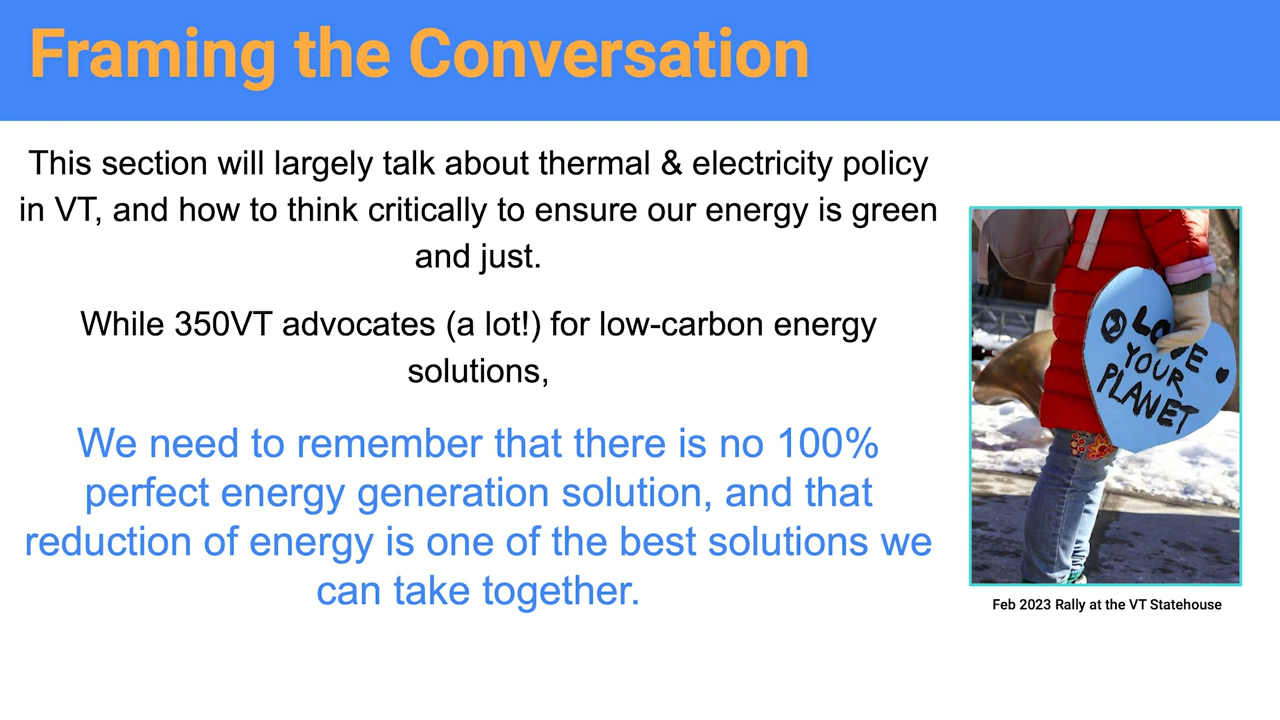 Framing the Conversation
This section will largely talk about thermal & electricity policy
in VT, and how to think critically to ensure our energy is green
and just.
While 350VT advocates (a lot!) for low-carbon energy
solutions,
We need to remember that there is no 100%
perfect energy generation solution, and that
reduction of energy is one of the best solutions we
can take together.
LOVE
YOUR
PLANET
Feb 2023 Rally at the VT Statehouse